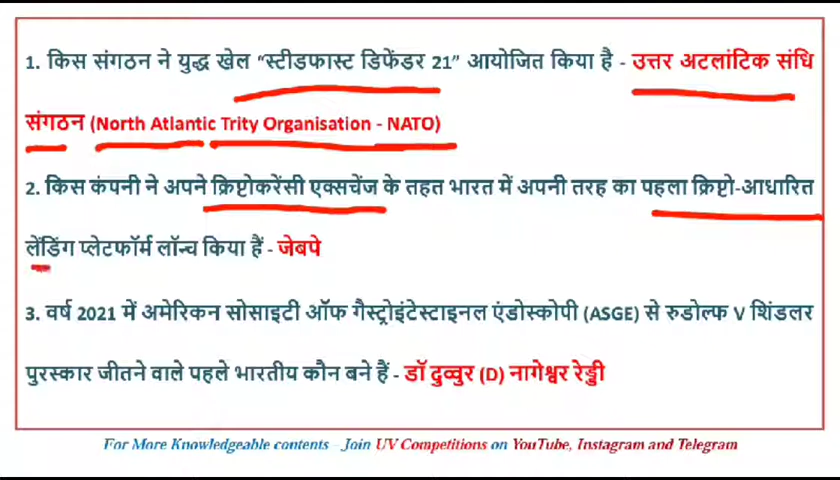 1. किस संगठन ने युद्ध खेल “स्टीडफास्ट डिफेंडर 21” आयोजित किया है - उत्तर अटलांटिक संधि
संगठन (North Atlantic Trity Organisation - NATO)
2. किस कंपनी ने अपने क्रिप्टोकरेंसी एक्सचेंज के तहत भारत में अपनी तरह का पहला क्रिप्टो-आधारित
लेंडिंग प्लेटफॉर्म लॉन्च किया हैं - जेबपे
3. वर्ष 2021 में अमेरिकन सोसाइटी ऑफ गैस्ट्रोइंटेस्टाइनल एंडोस्कोपी (ASGE) से रुडोल्फ V शिंडलर
पुरस्कार जीतने वाले पहले भारतीय कौन बने हैं - डॉ दुव्वुर (D) नागेश्वर रेड्डी
For More Knowledgeable contents - Join UV Competitions on YouTube, Instagram and Telegram